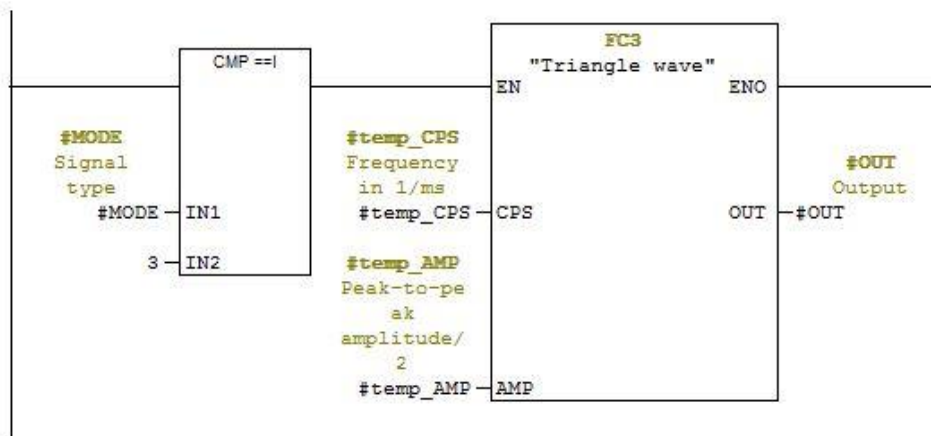 CMP ==I
FC3
"Triangle wave"
EN
ENO
#MODE
Signal
type
#MODE
IN1
3
IN2
#temp_CPS
Frequency
in 1/ms
#temp_CPS
CPS
#OUT
Output
OUT
#OUT
#temp_AMP
Peak-to-pe
ak
amplitude/
2
#temp_AMP
AMP